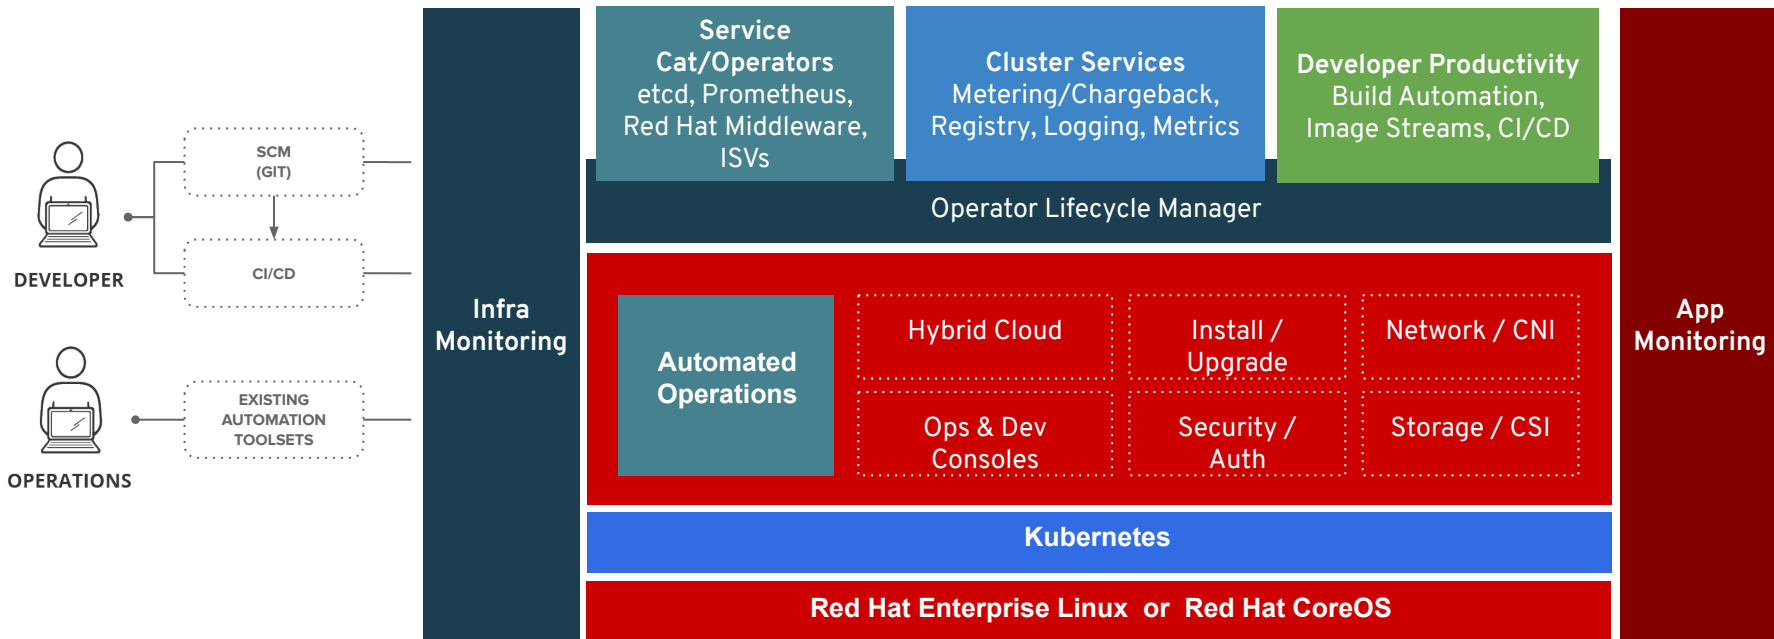 SCM
(GIT)
DEVELOPER
CI/CD
EXISTING
AUTOMATION
TOOLSETS
OPERATIONS
Infra
Monitoring
Service
Cat/Operators
etcd, Prometheus,
Red Hat Middleware,
ISVs
Cluster Services
Metering/Chargeback,
Registry, Logging, Metrics
Developer Productivity
Build Automation,
Image Streams, CI/CD
Operator Lifecycle Manager
Automated
Operations
Hybrid Cloud
Install /
Upgrade
Network / CNI
Ops & Dev
Consoles
Security /
Auth
Storage / CSI
Kubernetes
Red Hat Enterprise Linux or Red Hat CoreOS
App
Monitoring